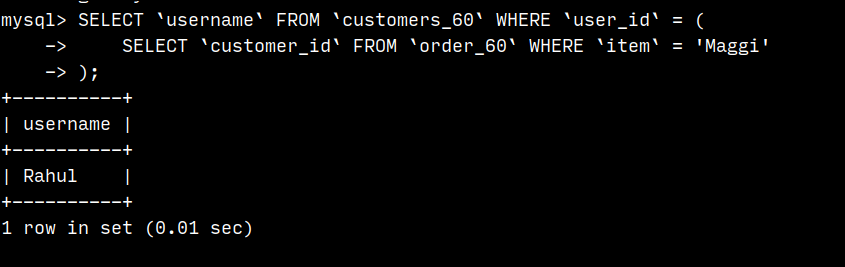 mysql> SELECT `username` FROM `customers_60` WHERE `user_id` = (
    ->     SELECT `customer_id` FROM `order_60` WHERE `item` = 'Maggi'
    -> );
+----------+
| username |
+----------+
| Rahul    |
+----------+
1 row in set (0.01 sec)